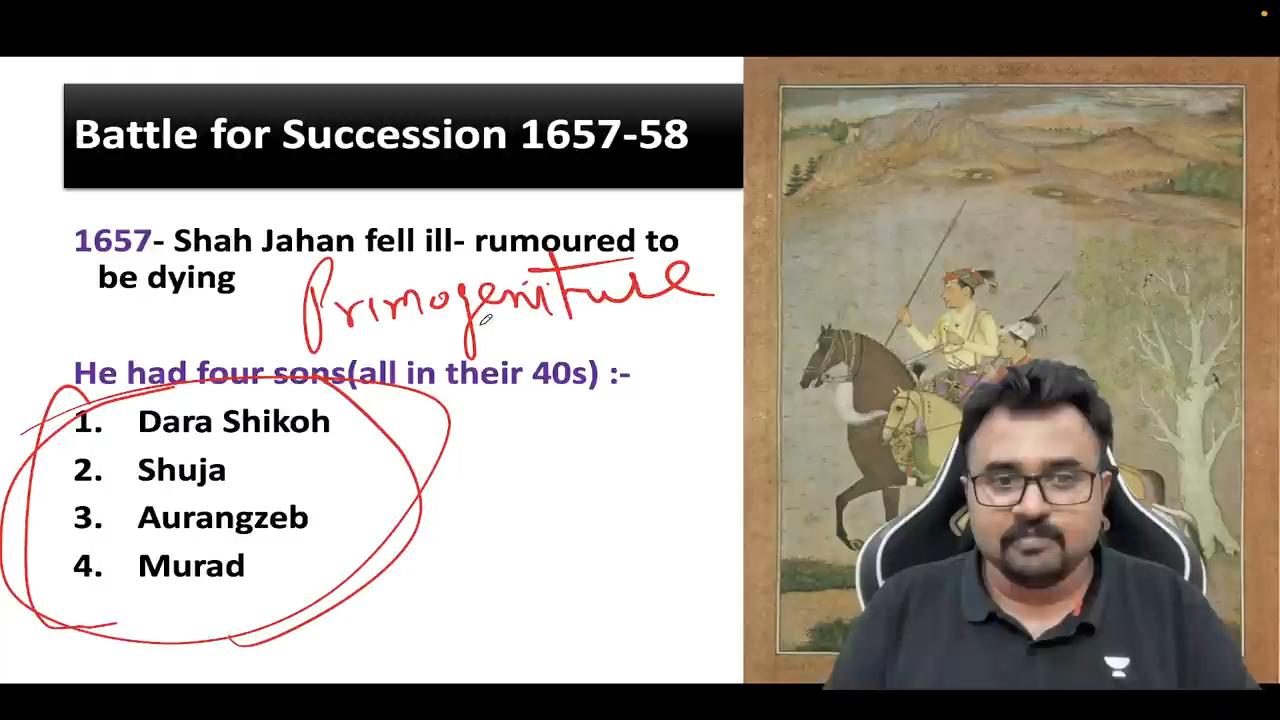 Battle for Succession 1657-58
1657- Shah Jahan fell ill- rumoured to
be dying
Primogeniture
He had four sons(all in their 40s) :-
1. Dara Shikoh
2. Shuja
3. Aurangzeb
4. Murad